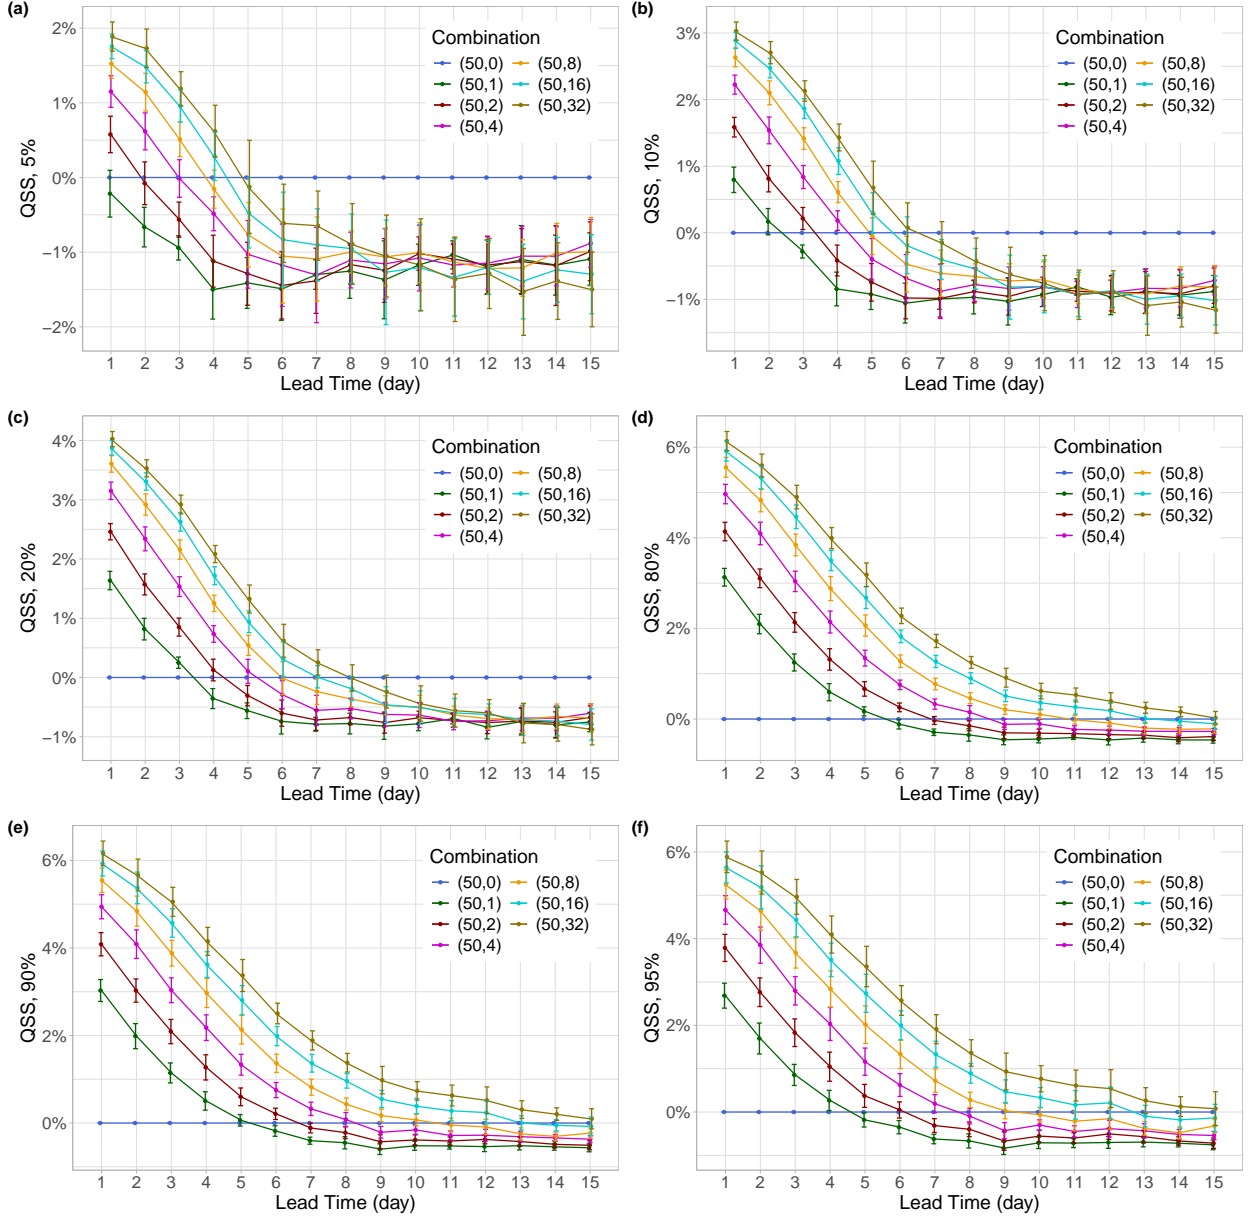 (a)
QSS, 5%
2%
1%
0%
−1%
−2%
Combination
(50,0) (50,8)
(50,1) (50,16)
(50,2) (50,32)
(50,4)
1 2 3 4 5 6 7 8 9 10 11 12 13 14 15
Lead Time (day)
(b)
QSS, 10%
3%
2%
1%
0%
−1%
Combination
(50,0) (50,8)
(50,1) (50,16)
(50,2) (50,32)
(50,4)
1 2 3 4 5 6 7 8 9 10 11 12 13 14 15
Lead Time (day)
(c)
QSS, 20%
4%
3%
2%
1%
0%
−1%
Combination
(50,0) (50,8)
(50,1) (50,16)
(50,2) (50,32)
(50,4)
1 2 3 4 5 6 7 8 9 10 11 12 13 14 15
Lead Time (day)
(d)
QSS, 80%
6%
4%
2%
0%
Combination
(50,0) (50,8)
(50,1) (50,16)
(50,2) (50,32)
(50,4)
1 2 3 4 5 6 7 8 9 10 11 12 13 14 15
Lead Time (day)
(e)
QSS, 90%
6%
4%
2%
0%
Combination
(50,0) (50,8)
(50,1) (50,16)
(50,2) (50,32)
(50,4)
1 2 3 4 5 6 7 8 9 10 11 12 13 14 15
Lead Time (day)
(f)
QSS, 95%
6%
4%
2%
0%
Combination
(50,0) (50,8)
(50,1) (50,16)
(50,2) (50,32)
(50,4)
1 2 3 4 5 6 7 8 9 10 11 12 13 14 15
Lead Time (day)